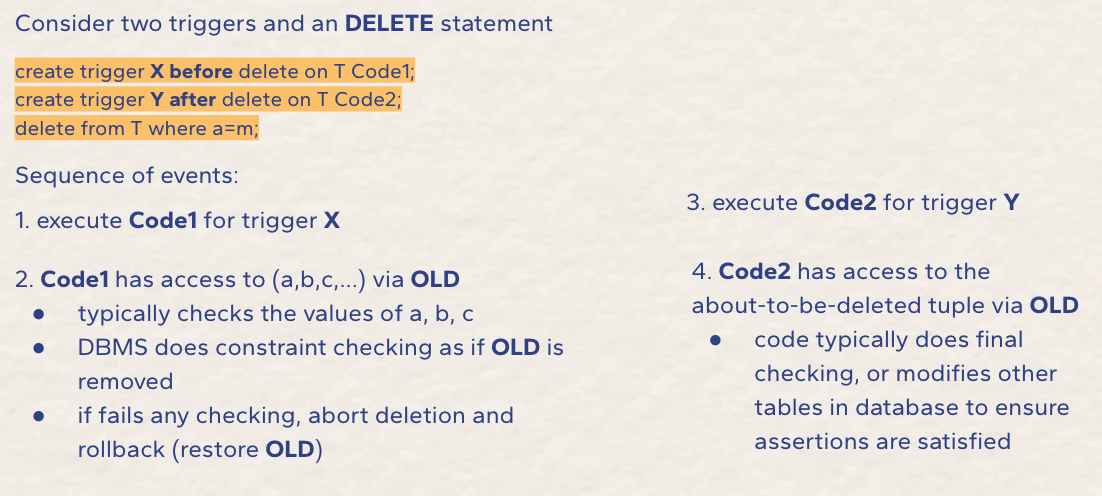 Consider two triggers and an DELETE statement
create trigger X before delete on T Code1;
create trigger Y after delete on T Code2;
delete from T where a=m;
Sequence of events:
1. execute Code1 for trigger X
2. Code1 has access to (a,b,c,...) via OLD
● typically checks the values of a, b, c
● DBMS does constraint checking as if OLD is
removed
● if fails any checking, abort deletion and
rollback (restore OLD)
3. execute Code2 for trigger Y
4. Code2 has access to the
about-to-be-deleted tuple via OLD
● code typically does final
checking, or modifies other
tables in database to ensure
assertions are satisfied